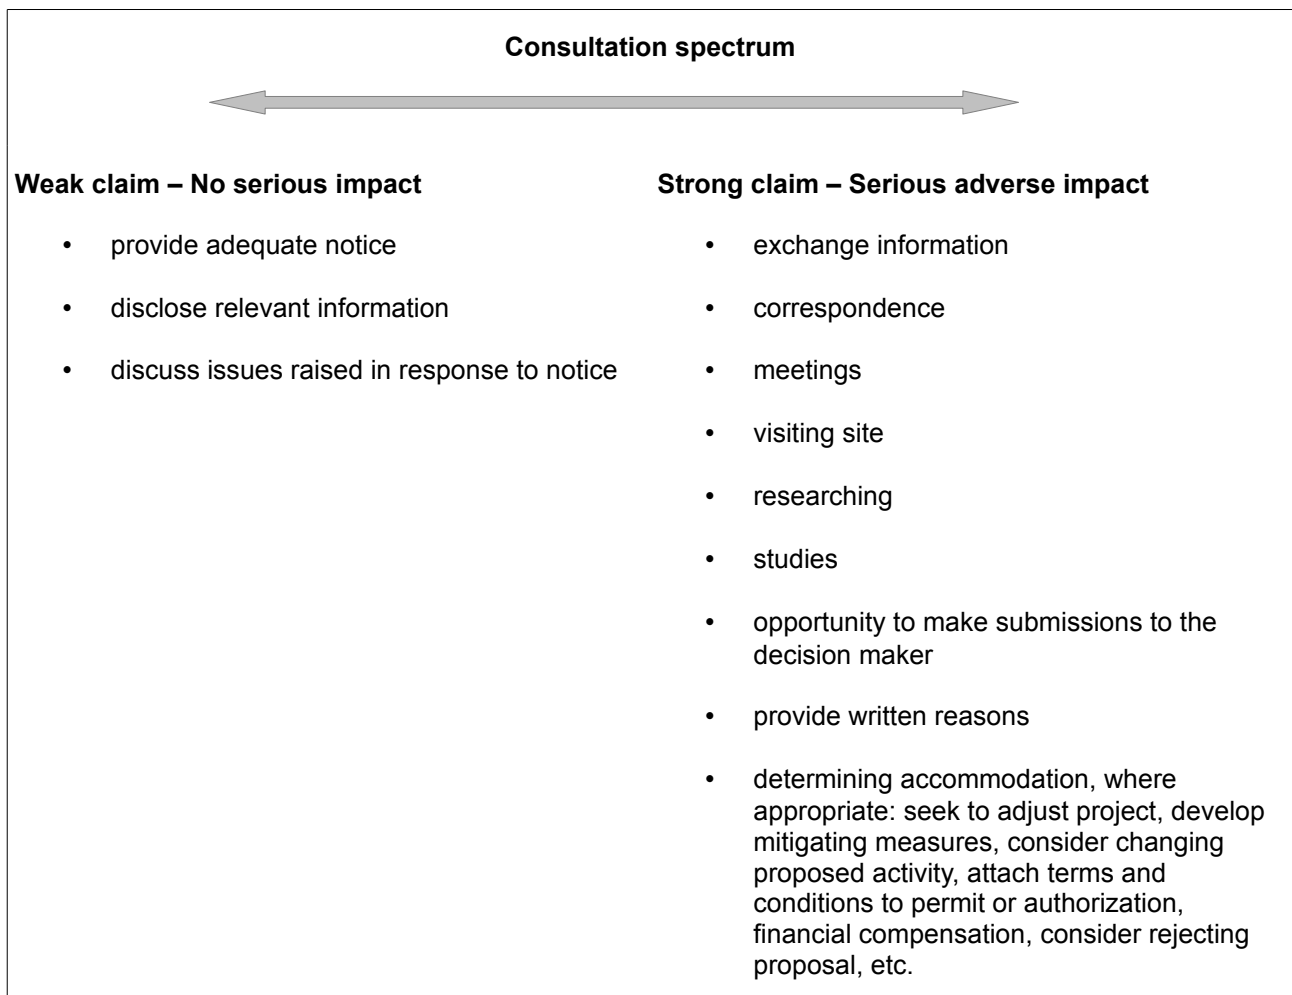 Consultation spectrum
Weak claim – No serious impact
• provide adequate notice
• disclose relevant information
• discuss issues raised in response to notice
Strong claim – Serious adverse impact
• exchange information
• correspondence
• meetings
• visiting site
• researching
• studies
• opportunity to make submissions to the
decision maker
• provide written reasons
• determining accommodation, where
appropriate: seek to adjust project, develop
mitigating measures, consider changing
proposed activity, attach terms and
conditions to permit or authorization,
financial compensation, consider rejecting
proposal, etc.